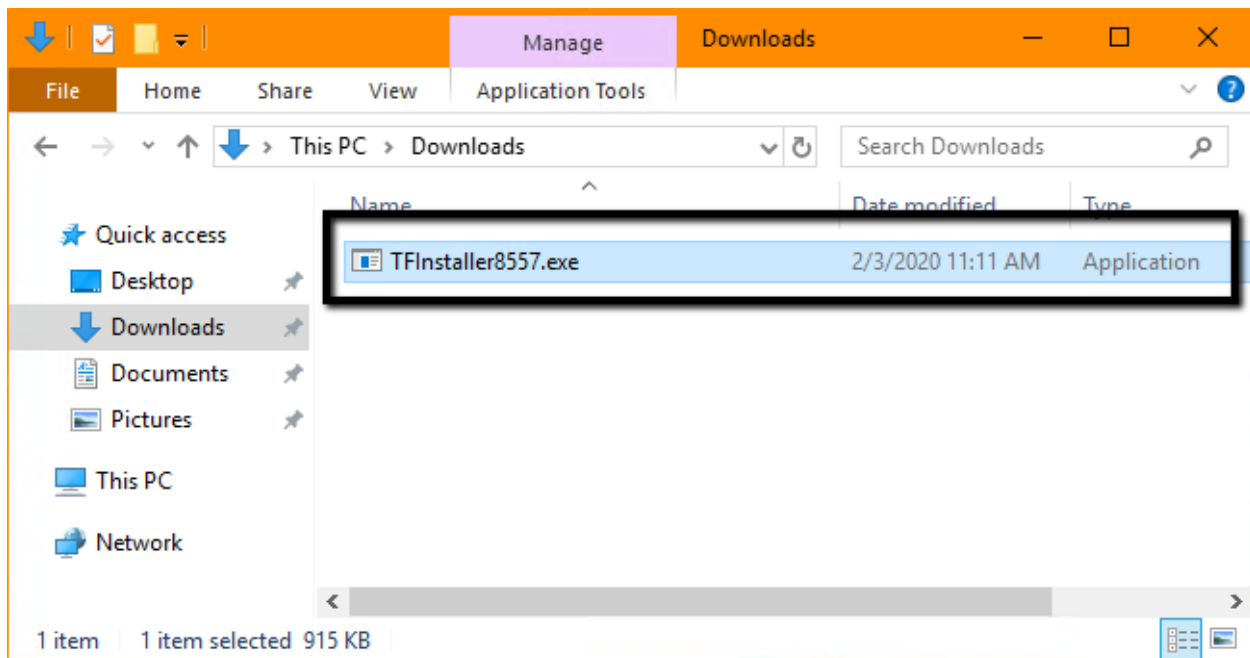 Manage Downloads
File Home Share View Application Tools
This PC > Downloads Search Downloads
Name Date modified Type
Quick access
TFInstaller8557.exe 2/3/2020 11:11 AM Application
Desktop
Downloads
Documents
Pictures
This PC
Network
1 item 1 item selected 915 KB